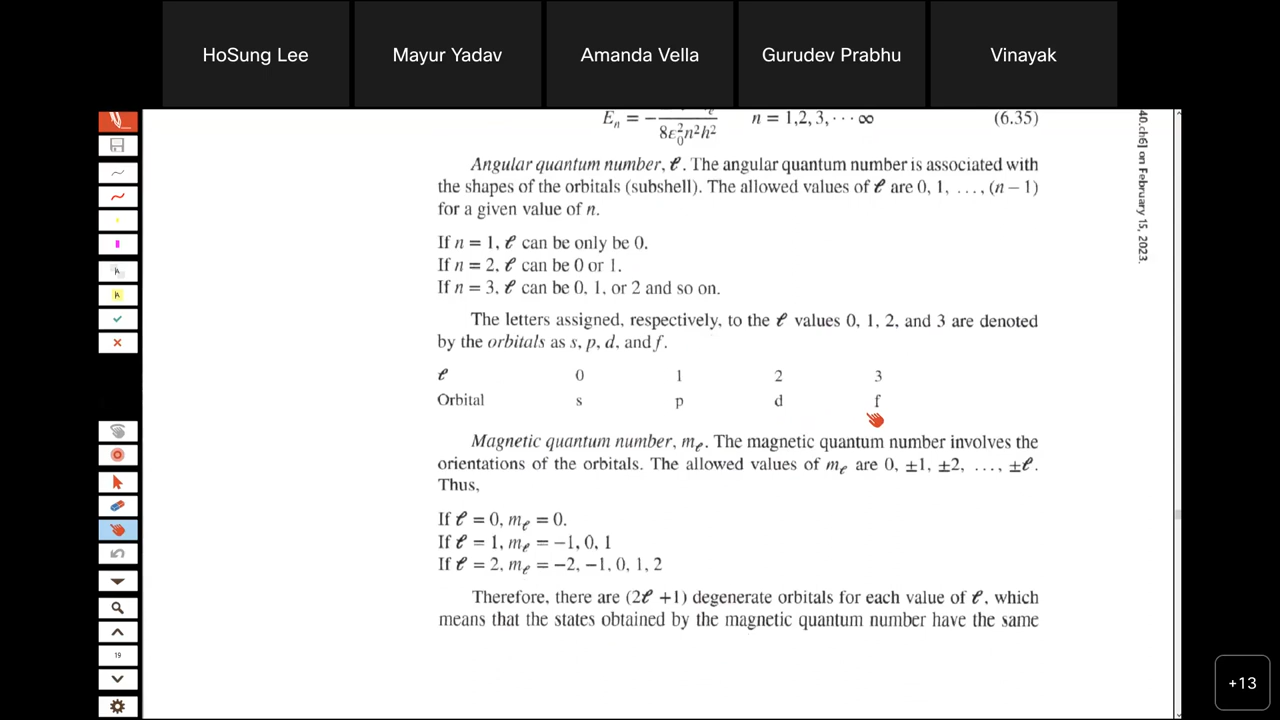 HoSung Lee
Mayur Yadav
Amanda Vella
Gurudev Prabhu
Vinayak
Eₙ = − / 8ε₀²n²h²  n = 1,2,3, ··· ∞  (6.35)
Angular quantum number, ℓ. The angular quantum number is associated with
the shapes of the orbitals (subshell). The allowed values of ℓ are 0, 1, …, (n − 1)
for a given value of n.
If n = 1, ℓ can be only be 0.
If n = 2, ℓ can be 0 or 1.
If n = 3, ℓ can be 0, 1, or 2 and so on.
The letters assigned, respectively, to the ℓ values 0, 1, 2, and 3 are denoted
by the orbitals as s, p, d, and f.
ℓ 0 1 2 3
Orbital s p d f
Magnetic quantum number, mℓ. The magnetic quantum number involves the
orientations of the orbitals. The allowed values of mℓ are 0, ±1, ±2, …, ±ℓ.
Thus,
If ℓ = 0, mℓ = 0.
If ℓ = 1, mℓ = −1, 0, 1
If ℓ = 2, mℓ = −2, −1, 0, 1, 2
Therefore, there are (2ℓ +1) degenerate orbitals for each value of ℓ, which
means that the states obtained by the magnetic quantum number have the same
40.ch6] on February 15, 2023.
19
+13